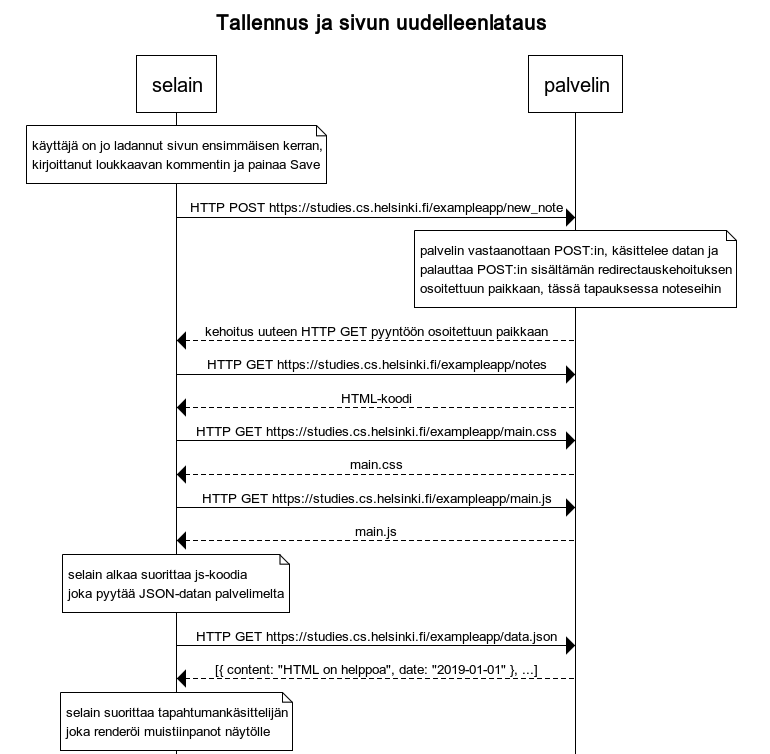 Tallennus ja sivun uudelleenlataus
selain
palvelin
käyttäjä on jo ladannut sivun ensimmäisen kerran,
kirjoittanut loukkaavan kommentin ja painaa Save
HTTP POST https://studies.cs.helsinki.fi/exampleapp/new_note
palvelin vastaanottaan POST:in, käsittelee datan ja
palauttaa POST:in sisältämän redirectauskehoituksen
osoitettuun paikkaan, tässä tapauksessa noteseihin
kehoitus uuteen HTTP GET pyyntöön osoitettuun paikkaan
HTTP GET https://studies.cs.helsinki.fi/exampleapp/notes
HTML-koodi
HTTP GET https://studies.cs.helsinki.fi/exampleapp/main.css
main.css
HTTP GET https://studies.cs.helsinki.fi/exampleapp/main.js
main.js
selain alkaa suorittaa js-koodia
joka pyytää JSON-datan palvelimelta
HTTP GET https://studies.cs.helsinki.fi/exampleapp/data.json
[{ content: "HTML on helppoa", date: "2019-01-01" }, ...]
selain suorittaa tapahtumankäsittelijän
joka renderöi muistiinpanot näytölle